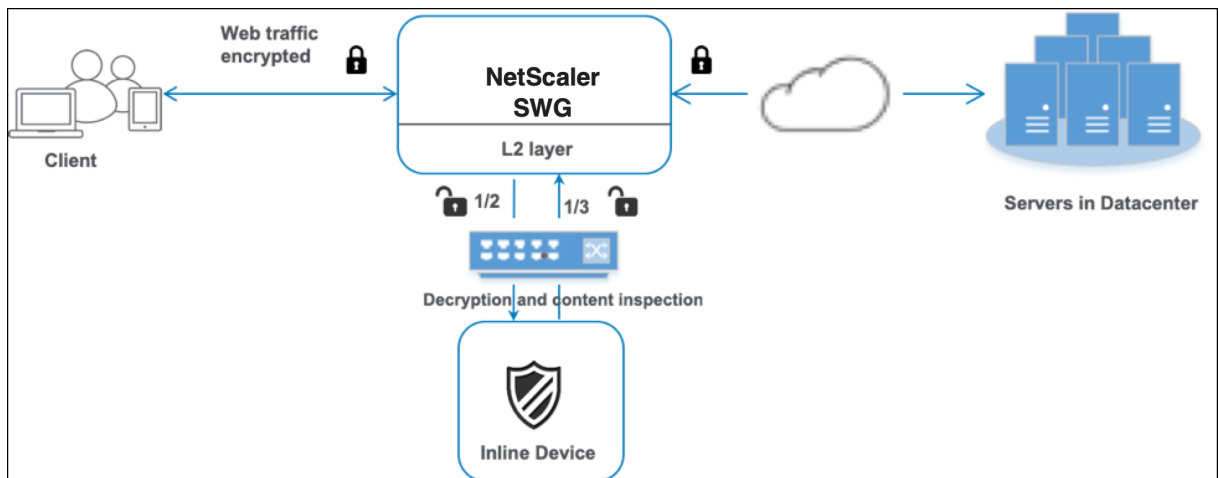 Web traffic
encrypted
NetScaler
SWG
L2 layer
Client
1/2
1/3
Servers in Datacenter
Decryption and content inspection
Inline Device